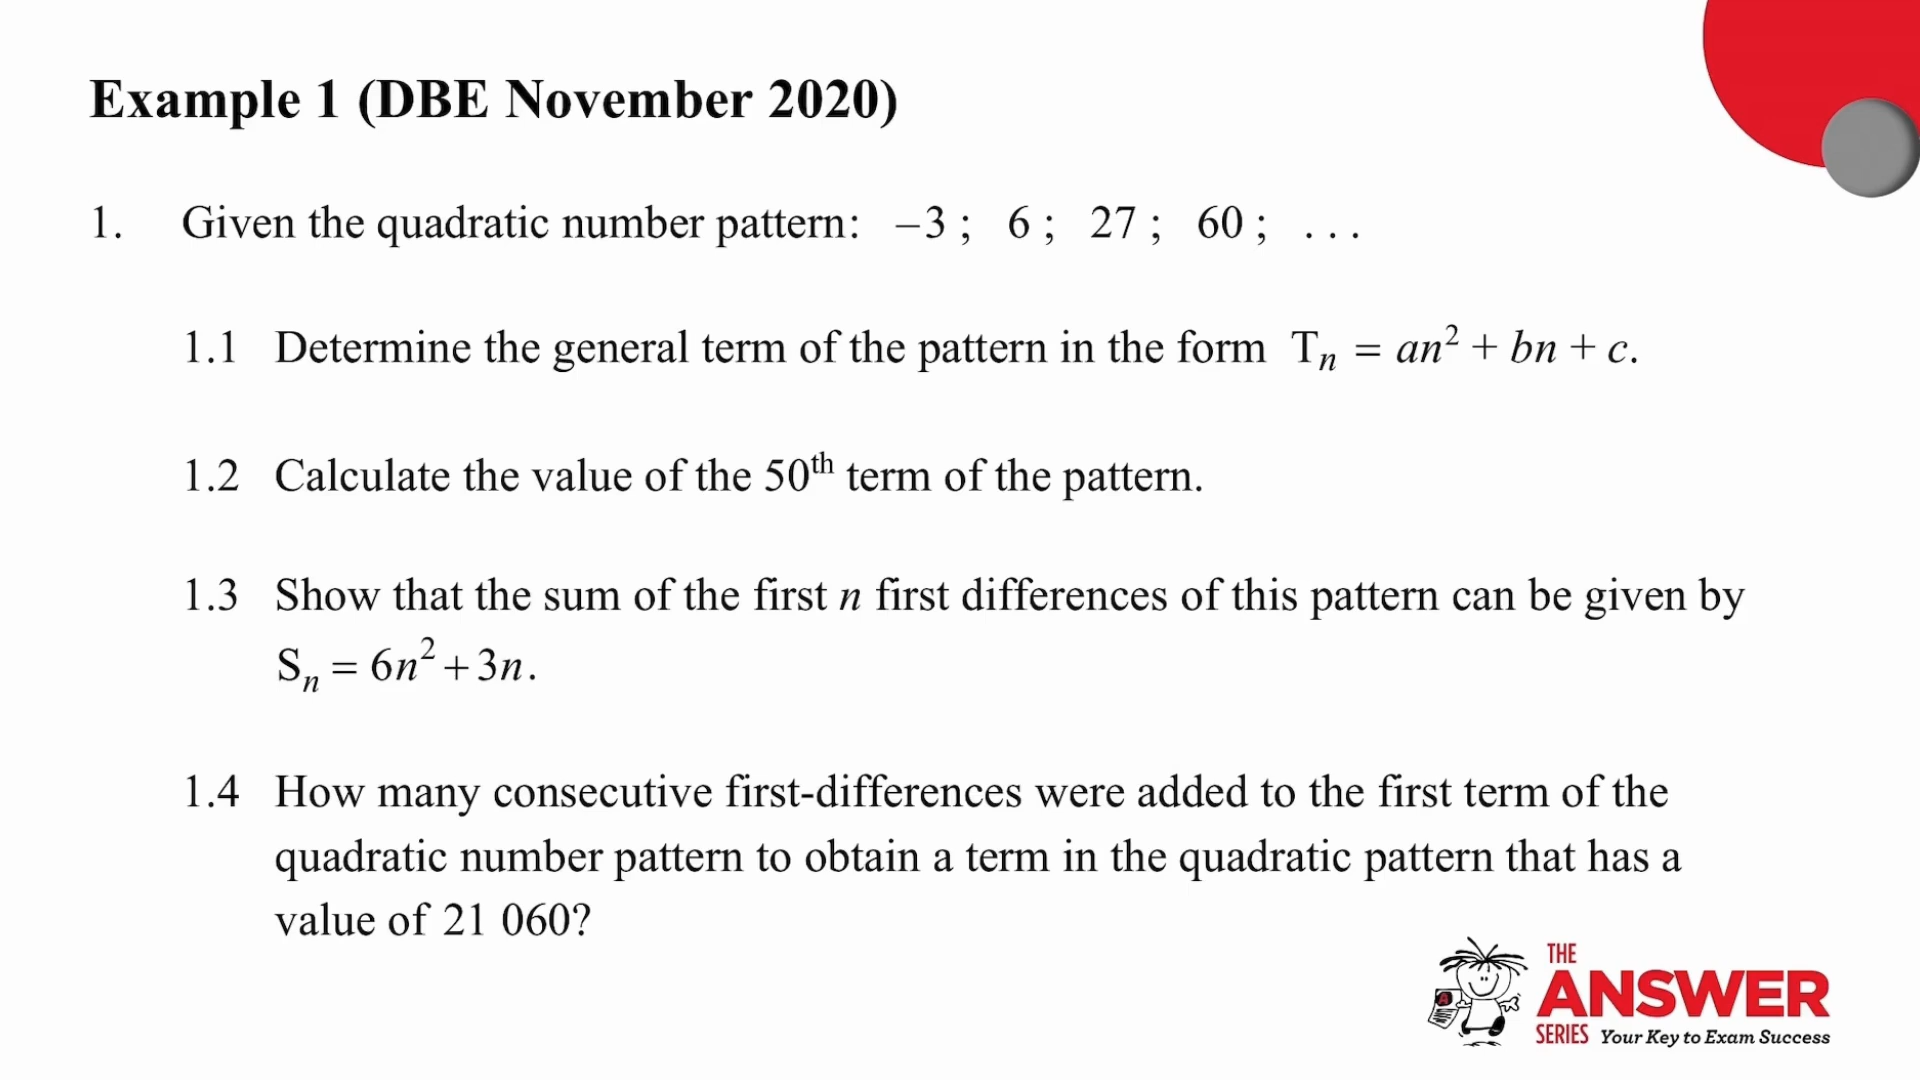 Example 1 (DBE November 2020)
1. Given the quadratic number pattern: –3 ; 6 ; 27 ; 60 ; . . .
1.1 Determine the general term of the pattern in the form Tₙ = an² + bn + c.
1.2 Calculate the value of the 50ᵗʰ term of the pattern.
1.3 Show that the sum of the first n first differences of this pattern can be given by
Sₙ = 6n² + 3n.
1.4 How many consecutive first-differences were added to the first term of the
quadratic number pattern to obtain a term in the quadratic pattern that has a
value of 21 060?
THE
ANSWER
SERIES Your Key to Exam Success
A